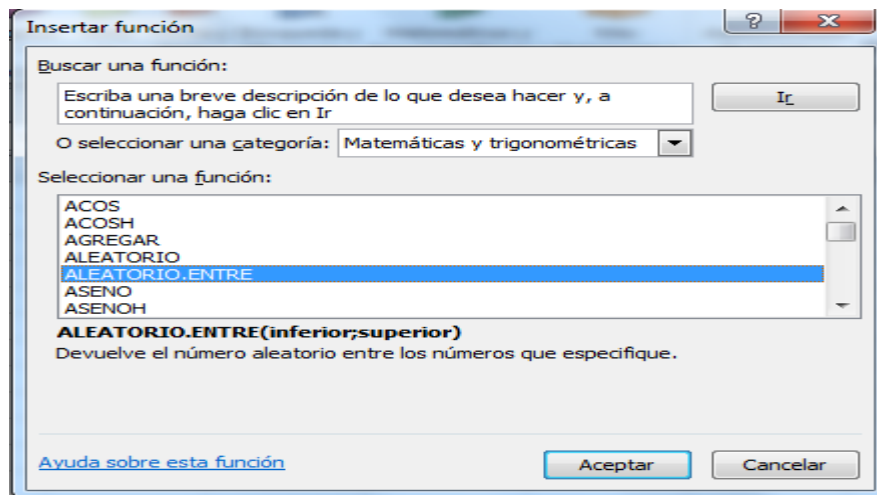 Insertar función
Buscar una función:
Escriba una breve descripción de lo que desea hacer y, a
continuación, haga clic en Ir
Ir
O seleccionar una categoría: Matemáticas y trigonométricas
Seleccionar una función:
ACOS
ACOSH
AGREGAR
ALEATORIO
ALEATORIO.ENTRE
ASENO
ASENOH
ALEATORIO.ENTRE(inferior;superior)
Devuelve el número aleatorio entre los números que especifique.
Ayuda sobre esta función
Aceptar
Cancelar